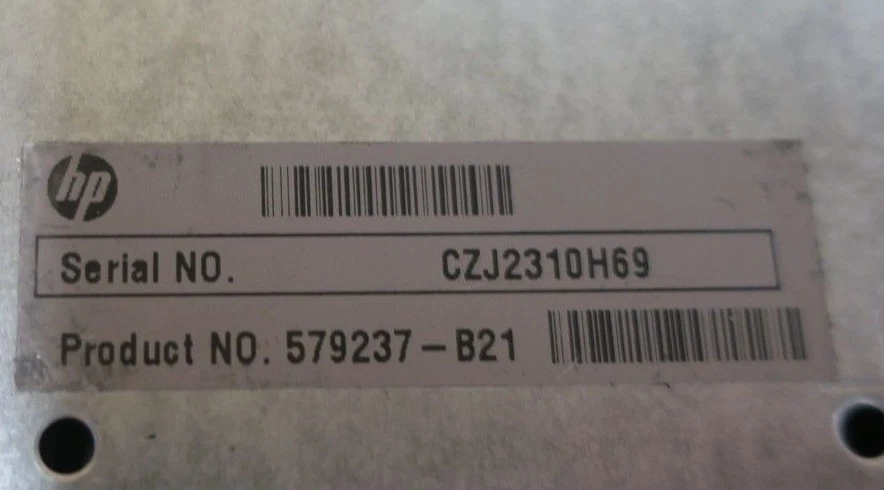 hp
Serial NO. CZJ2310H69
Product NO. 579237-B21